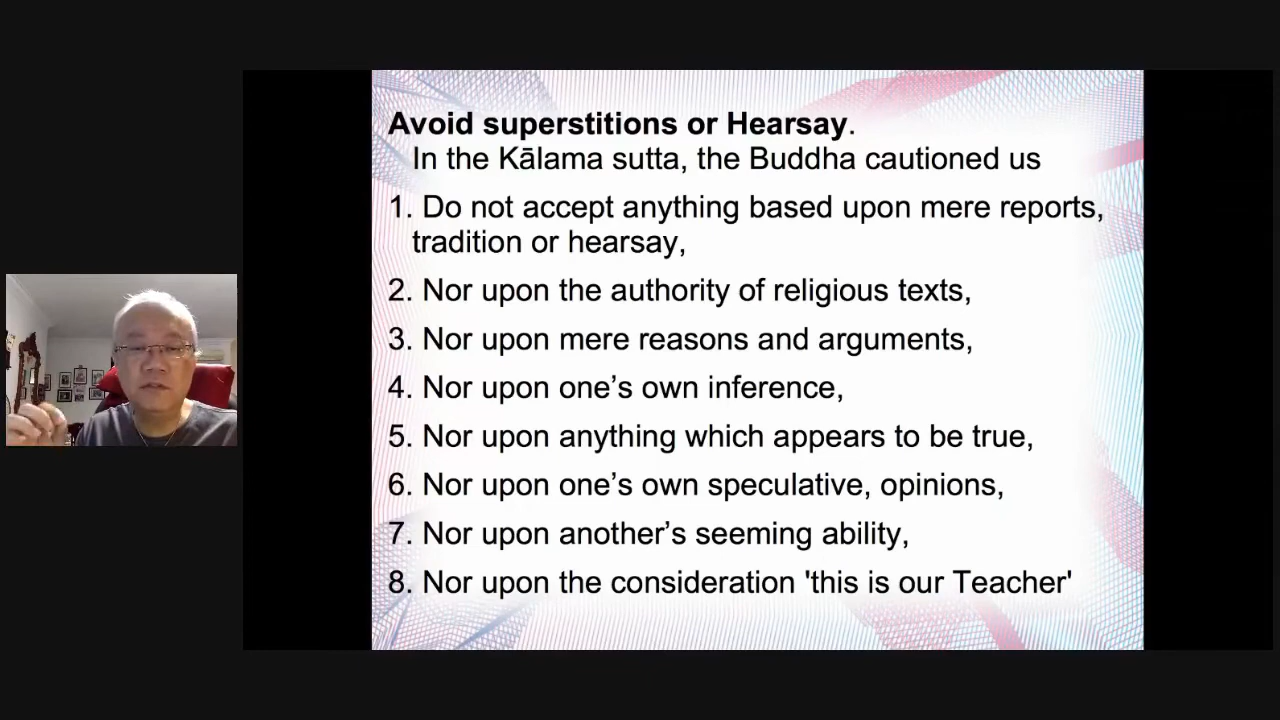 Avoid superstitions or Hearsay.
In the Kālama sutta, the Buddha cautioned us
1. Do not accept anything based upon mere reports,
tradition or hearsay,
2. Nor upon the authority of religious texts,
3. Nor upon mere reasons and arguments,
4. Nor upon one’s own inference,
5. Nor upon anything which appears to be true,
6. Nor upon one’s own speculative, opinions,
7. Nor upon another’s seeming ability,
8. Nor upon the consideration 'this is our Teacher'